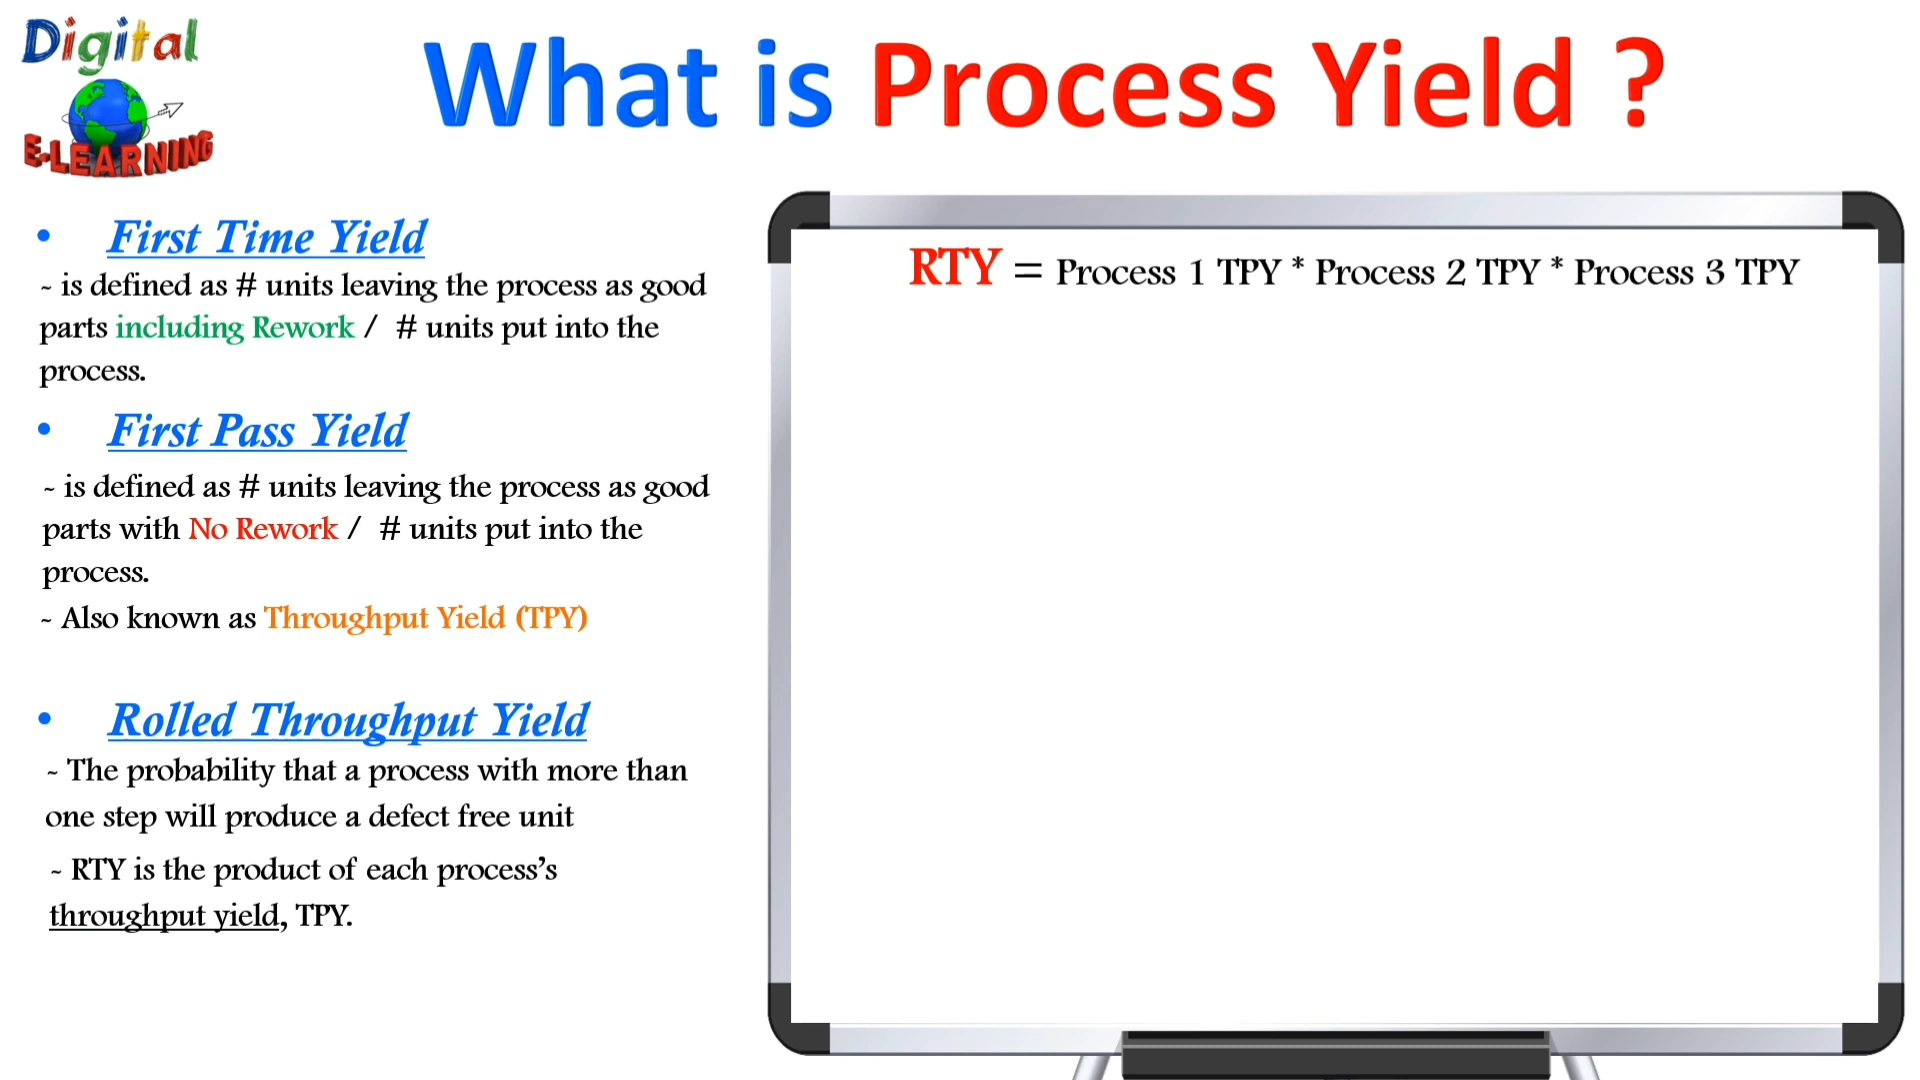 Digital
E-LEARNING
What is Process Yield ?
• First Time Yield
~ is defined as # units leaving the process as good
parts including Rework / # units put into the
process.
• First Pass Yield
~ is defined as # units leaving the process as good
parts with No Rework / # units put into the
process.
~ Also known as Throughput Yield (TPY)
• Rolled Throughput Yield
~ The probability that a process with more than
one step will produce a defect free unit
~ RTY is the product of each process’s
throughput yield, TPY.
RTY = Process 1 TPY * Process 2 TPY * Process 3 TPY